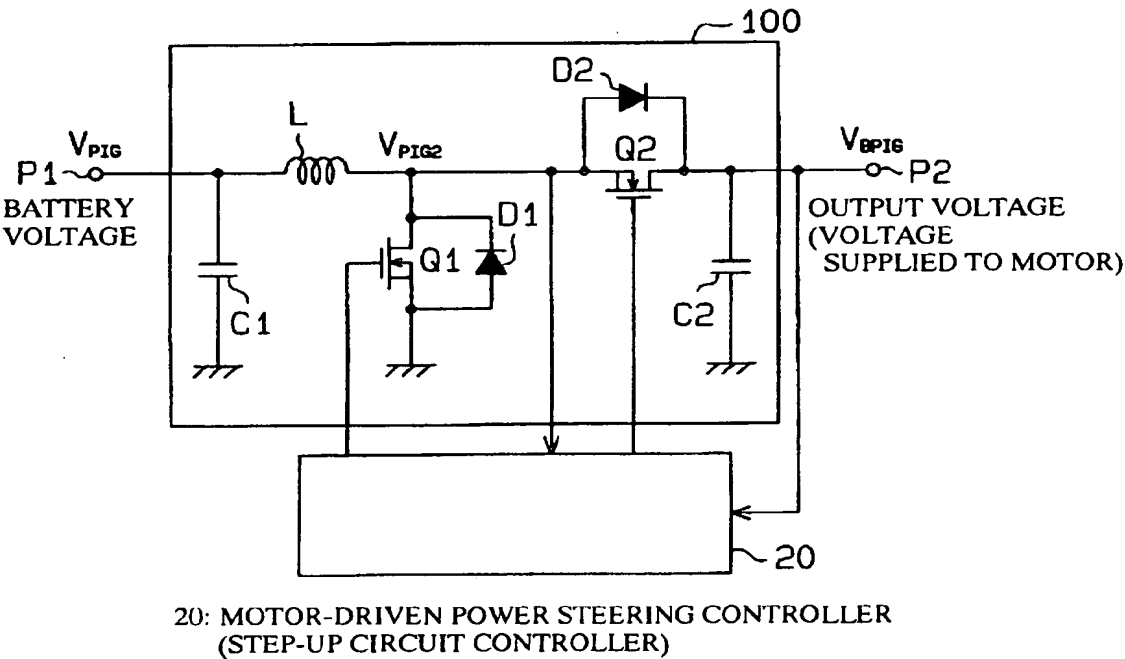 100
D2
L
VPIG
VPIG2
Q2
VBPIG
P1
P2
BATTERY
VOLTAGE
D1
Q1
OUTPUT VOLTAGE
(VOLTAGE
SUPPLIED TO MOTOR)
C1
C2
20
20: MOTOR-DRIVEN POWER STEERING CONTROLLER
(STEP-UP CIRCUIT CONTROLLER)